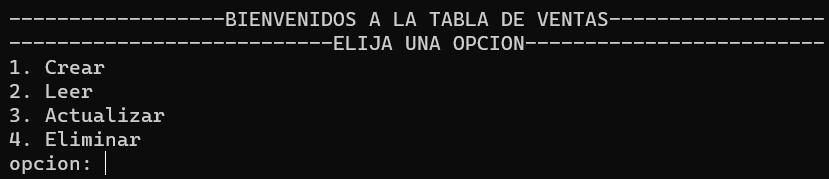 ------------------BIENVENIDOS A LA TABLA DE VENTAS------------------
---------------------------ELIJA UNA OPCION-------------------------
1. Crear
2. Leer
3. Actualizar
4. Eliminar
opcion: